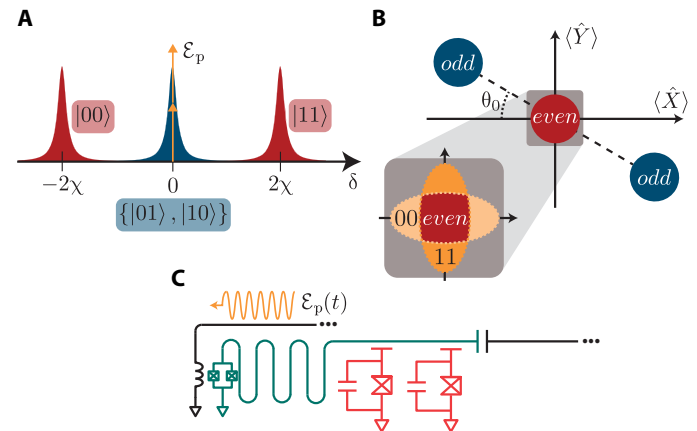 A
ℰp
|00⟩
|11⟩
−2χ
0
2χ
δ
{|01⟩ , |10⟩}
B
⟨Ŷ⟩
odd
θ0
⟨X̂⟩
even
odd
00
even
11
C
ℰp(t)
•••
•••